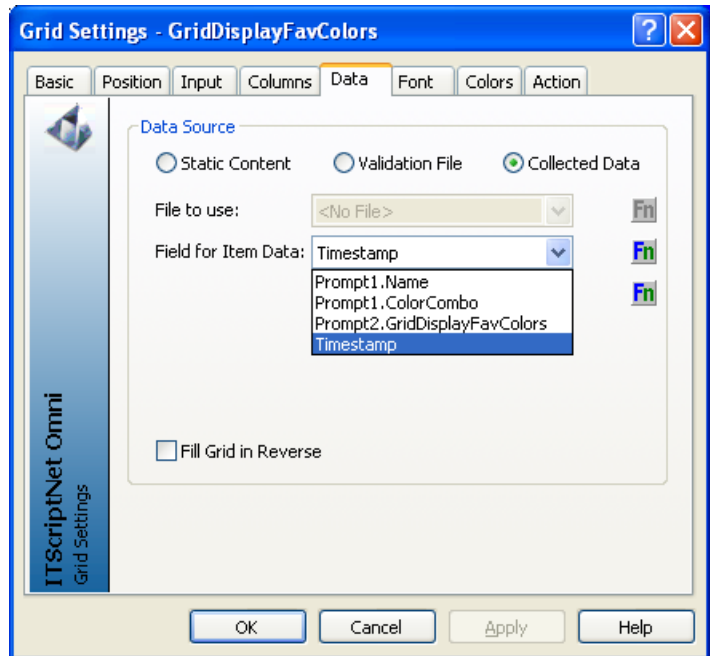 Grid Settings - GridDisplayFavColors
Basic Position Input Columns Data Font Colors Action
Data Source
Static Content Validation File Collected Data
File to use: <No File> Fn
Field for Item Data: Timestamp Fn
Prompt1.Name Fn
Prompt1.ColorCombo
Prompt2.GridDisplayFavColors
Timestamp
Fill Grid in Reverse
ITScriptNet Omni
Grid Settings
OK Cancel Apply Help